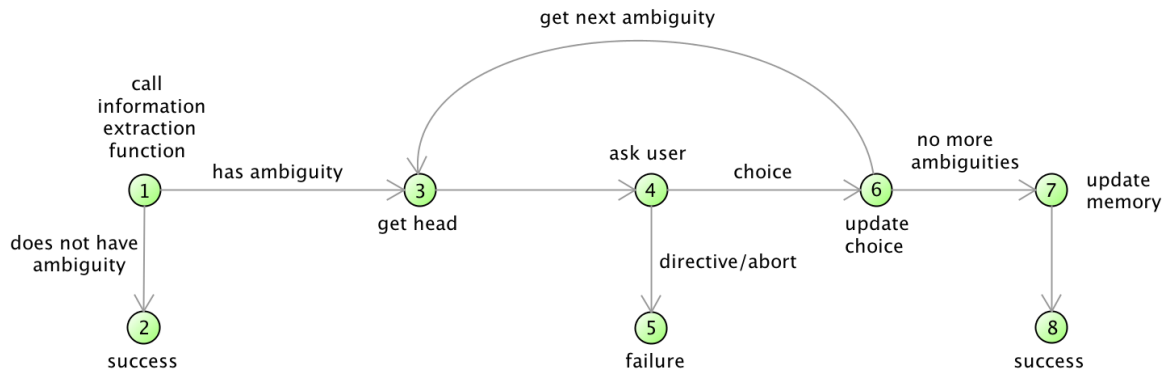 get next ambiguity
call
information
extraction
function
has ambiguity
ask user
choice
no more
ambiguities
1
3
4
6
7
update
memory
get head
update
choice
does not have
ambiguity
directive/abort
2
5
8
success
failure
success